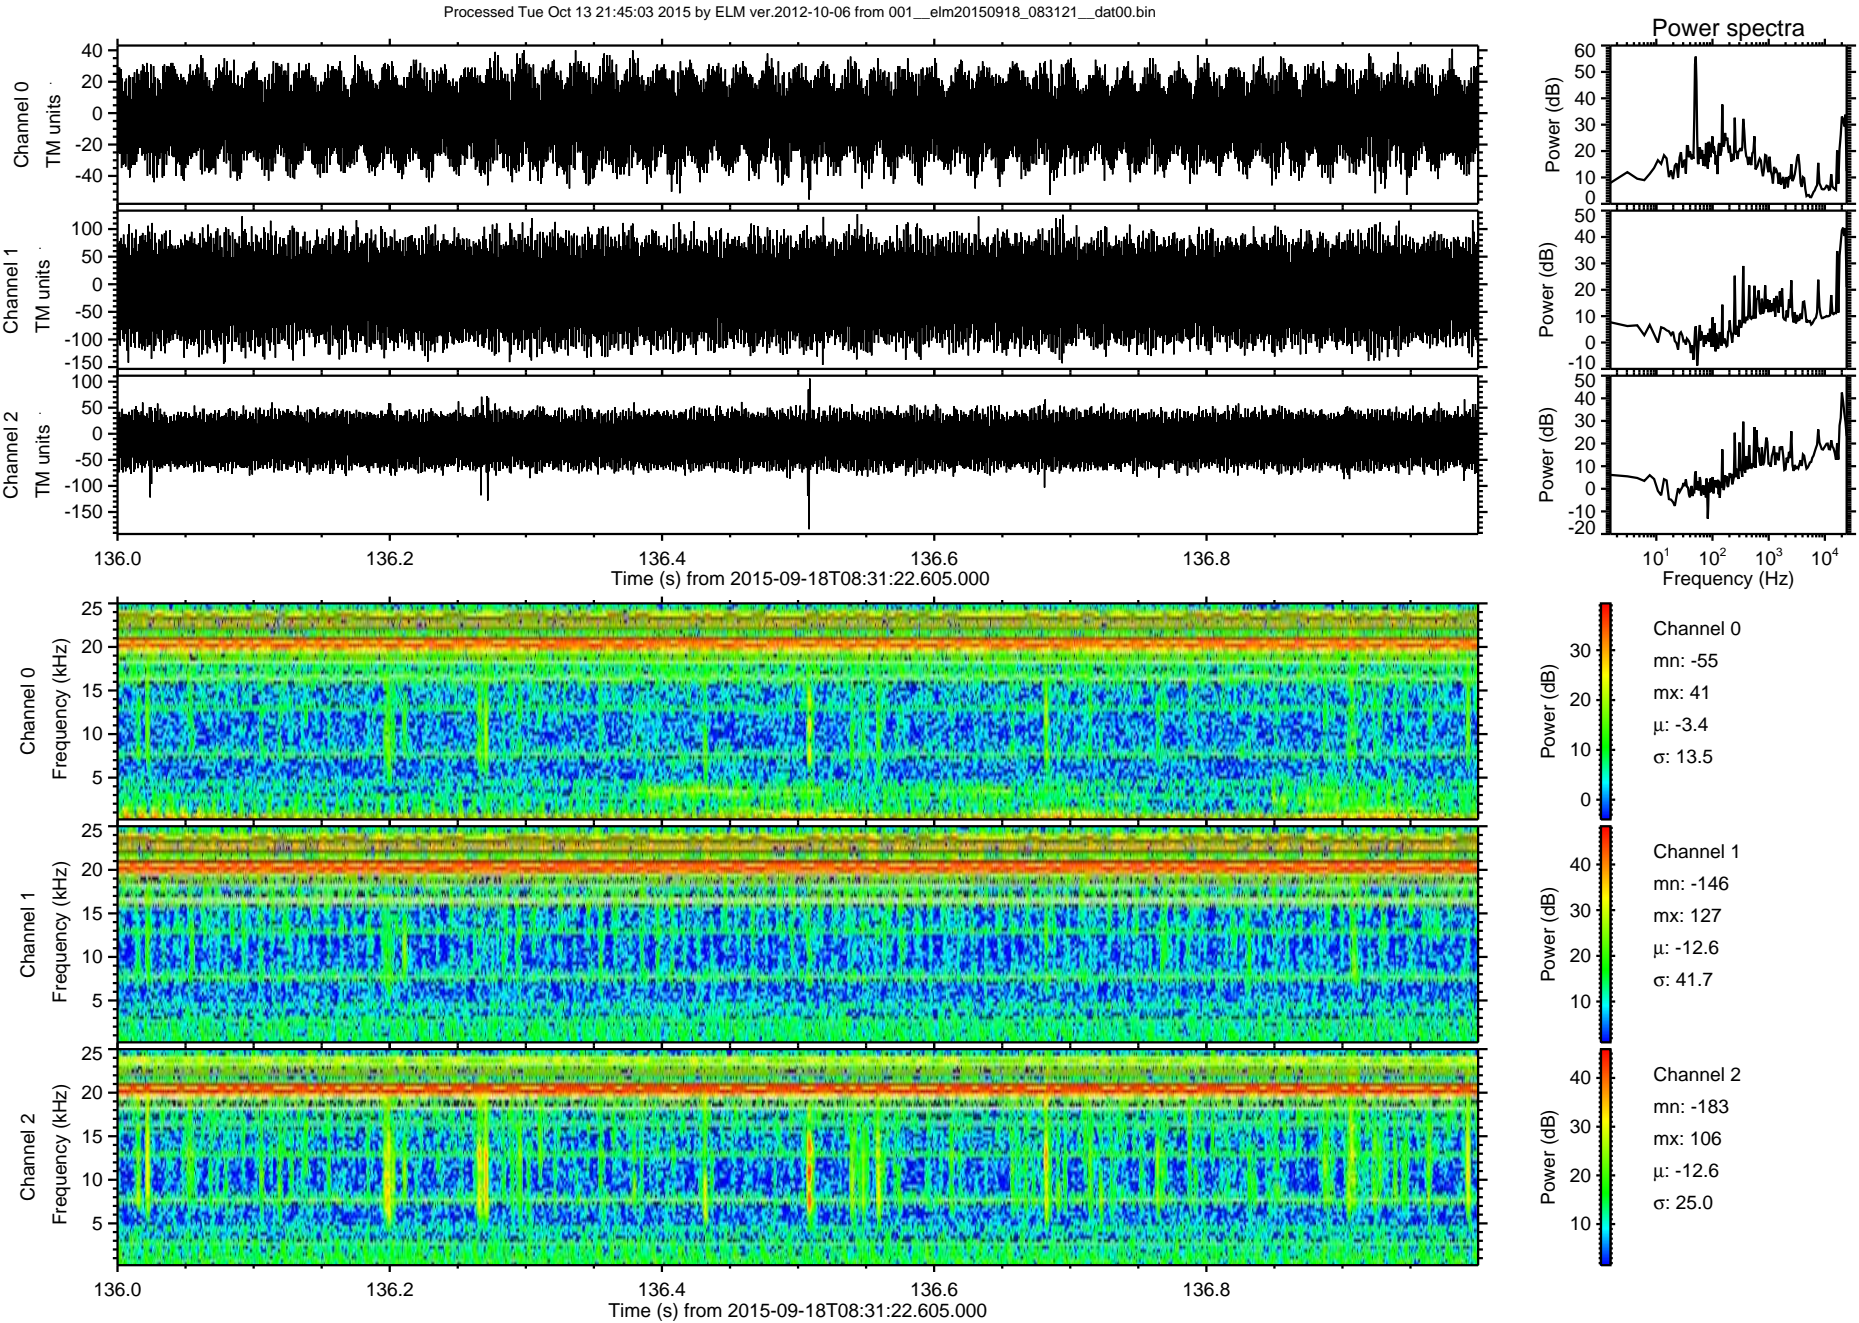 Processed Tue Oct 13 21:45:03 2015 by ELM ver.2012-10-06 from 001__elm20150918_083121__dat00.bin
Power spectra
Channel 0
TM units
40
20
0
-20
-40
Power (dB)
60
50
40
30
20
10
0
Channel 1
TM units
100
50
0
-50
-100
-150
Power (dB)
50
40
30
20
10
0
-10
Channel 2
TM units
100
50
0
-50
-100
-150
Power (dB)
50
40
30
20
10
0
-10
-20
136.0 136.2 136.4 136.6 136.8
Time (s) from 2015-09-18T08:31:22.605.000
10¹ 10² 10³ 10⁴
Frequency (Hz)
Channel 0
Frequency (kHz)
25
20
15
10
5
Power (dB)
30
20
10
0
Channel 0
mn: -55
mx: 41
µ: -3.4
σ: 13.5
Channel 1
Frequency (kHz)
25
20
15
10
5
Power (dB)
40
30
20
10
Channel 1
mn: -146
mx: 127
µ: -12.6
σ: 41.7
Channel 2
Frequency (kHz)
25
20
15
10
5
Power (dB)
40
30
20
10
Channel 2
mn: -183
mx: 106
µ: -12.6
σ: 25.0
136.0 136.2 136.4 136.6 136.8
Time (s) from 2015-09-18T08:31:22.605.000